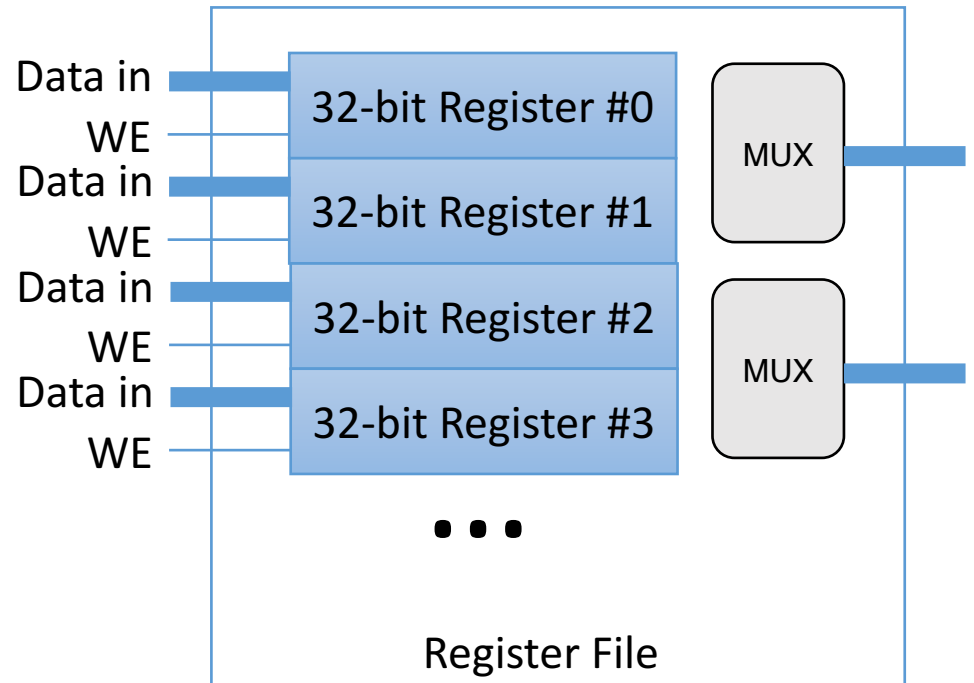 Data in
32-bit Register #0
WE
MUX
Data in
32-bit Register #1
WE
Data in
32-bit Register #2
WE
MUX
Data in
32-bit Register #3
WE
...
Register File